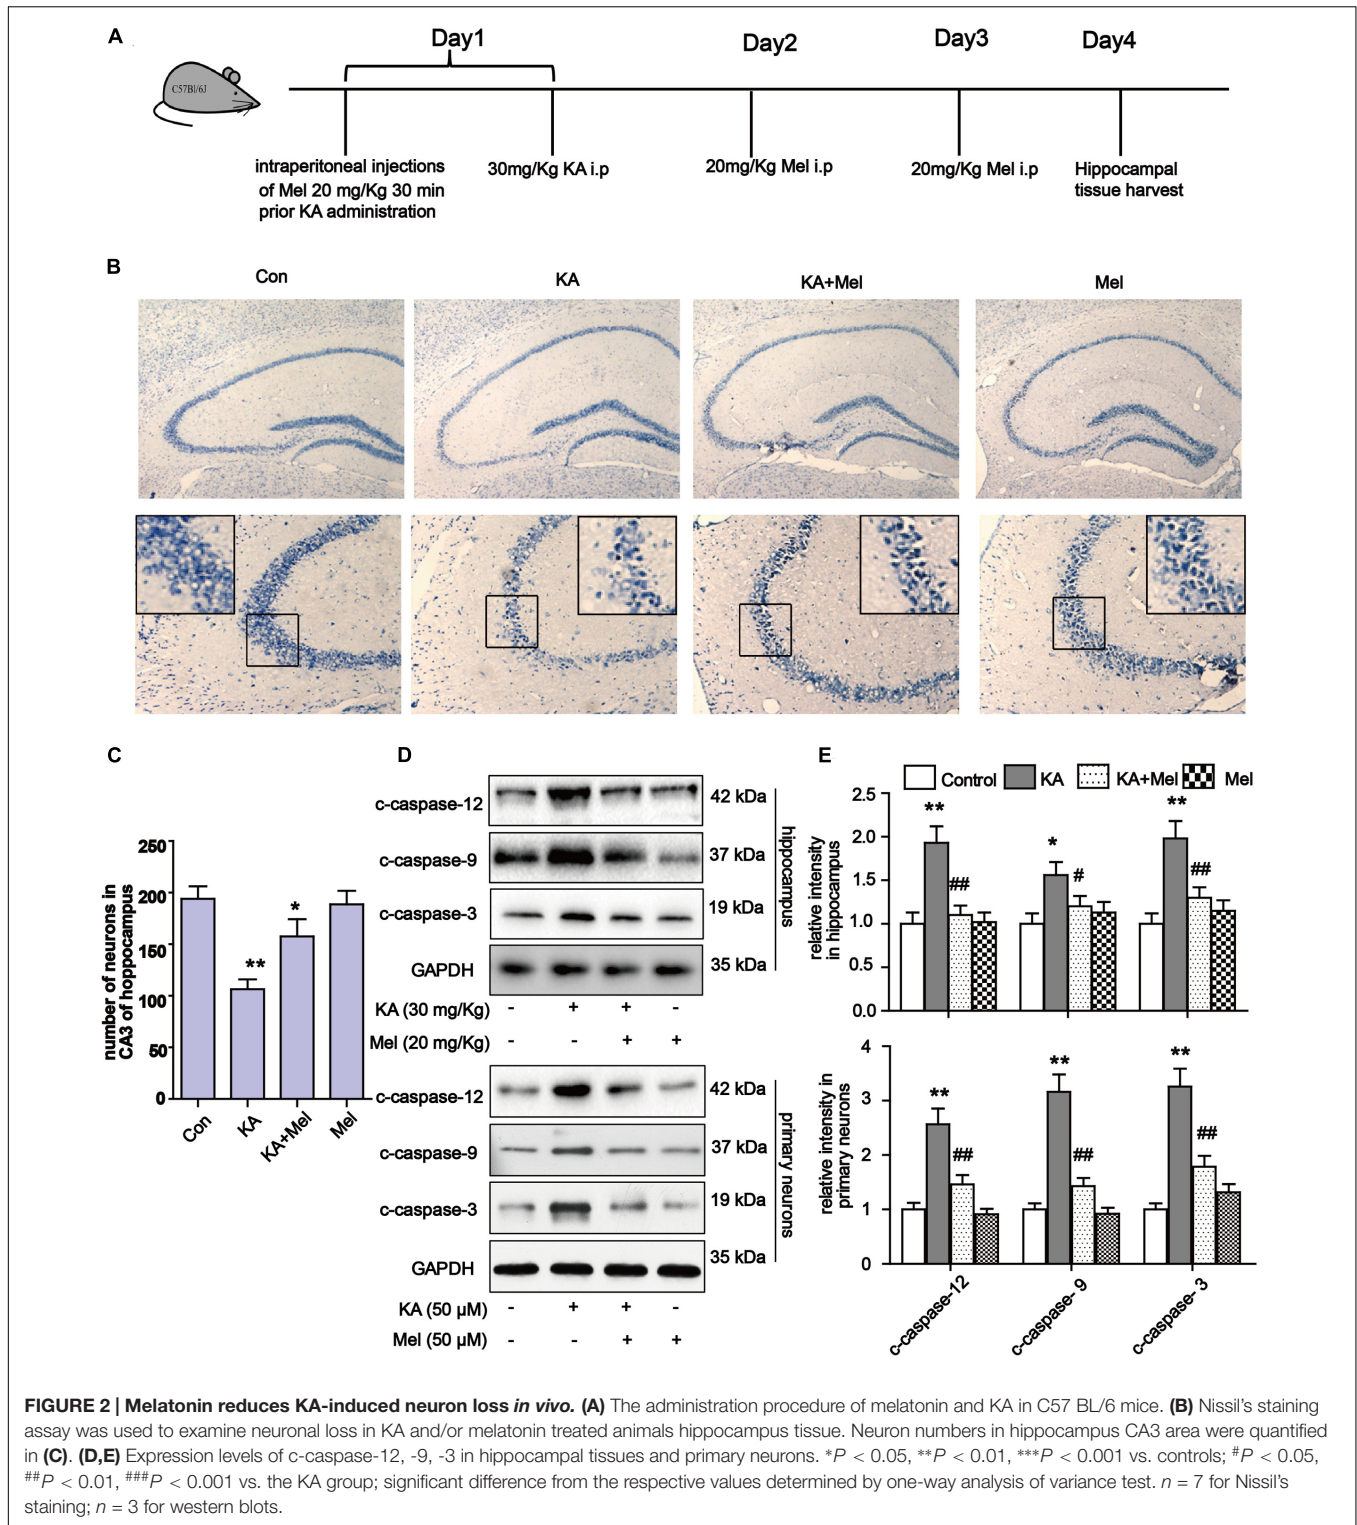 A
Day1
Day2
Day3
Day4
C57Bl/6J
intraperitoneal injections
of Mel 20 mg/Kg 30 min
prior KA administration
30mg/Kg KA i.p
20mg/Kg Mel i.p
20mg/Kg Mel i.p
Hippocampal
tissue harvest
B
Con
KA
KA+Mel
Mel
C
number of neurons in
CA3 of hoppocampus
250
200
150
100
50
0
**
*
Con
KA
KA+Mel
Mel
D
c-caspase-12
42 kDa
c-caspase-9
37 kDa
c-caspase-3
19 kDa
GAPDH
35 kDa
hippocampus
KA (30 mg/Kg) - + + -
Mel (20 mg/Kg) - - + +
c-caspase-12
42 kDa
c-caspase-9
37 kDa
c-caspase-3
19 kDa
GAPDH
35 kDa
primary neurons
KA (50 µM) - + + -
Mel (50 µM) - - + +
E
Control
KA
KA+Mel
Mel
relative intensity
in hippocampus
2.5
2.0
1.5
1.0
0.5
0.0
**
##
*
#
**
##
relative intensity in
primary neurons
4
3
2
1
0
**
##
**
##
**
##
c-caspase-12
c-caspase- 9
c-caspase- 3
FIGURE 2 | Melatonin reduces KA-induced neuron loss in vivo. (A) The administration procedure of melatonin and KA in C57 BL/6 mice. (B) Nissil's staining
assay was used to examine neuronal loss in KA and/or melatonin treated animals hippocampus tissue. Neuron numbers in hippocampus CA3 area were quantified
in (C). (D,E) Expression levels of c-caspase-12, -9, -3 in hippocampal tissues and primary neurons. *P < 0.05, **P < 0.01, ***P < 0.001 vs. controls; #P < 0.05,
##P < 0.01, ###P < 0.001 vs. the KA group; significant difference from the respective values determined by one-way analysis of variance test. n = 7 for Nissil's
staining; n = 3 for western blots.